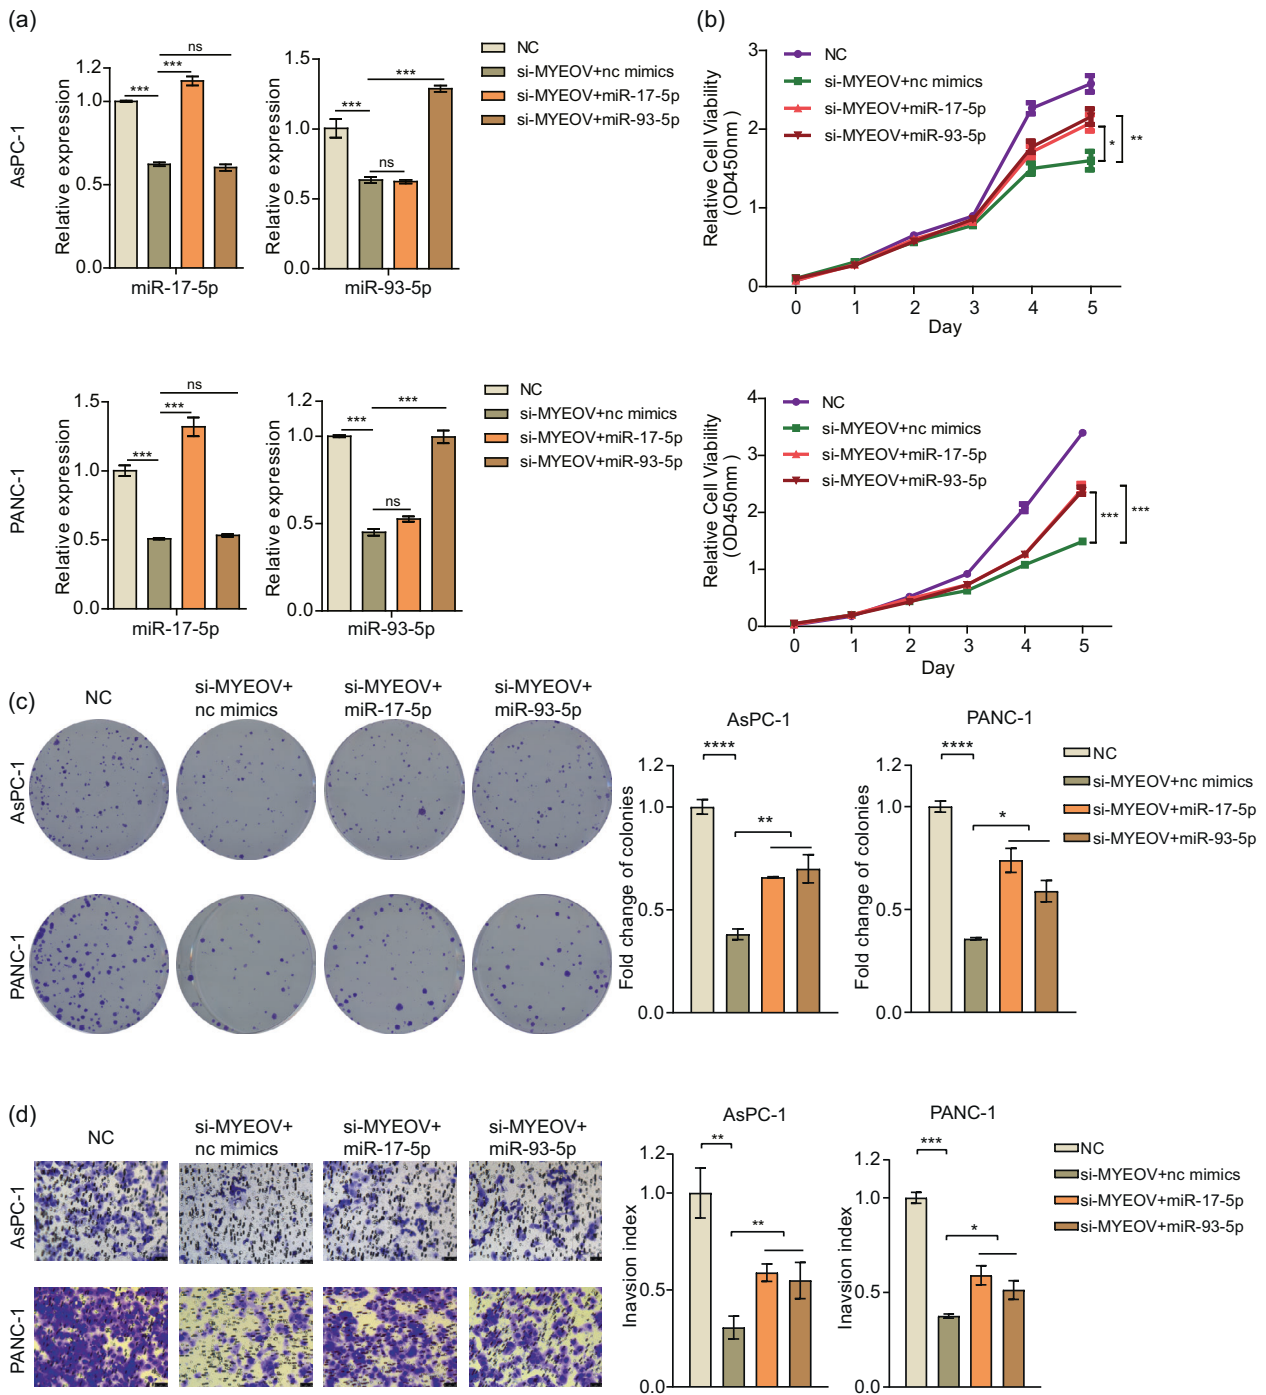 (a)
AsPC-1
Relative expression
1.2
1.0
0.5
0.0
***
***
ns
miR-17-5p
Relative expression
1.5
1.0
0.5
0.0
***
***
ns
miR-93-5p
NC
si-MYEOV+nc mimics
si-MYEOV+miR-17-5p
si-MYEOV+miR-93-5p
(b)
Relative Cell Viability
(OD450nm )
3
2
1
0
NC
si-MYEOV+nc mimics
si-MYEOV+miR-17-5p
si-MYEOV+miR-93-5p
*
**
0 1 2 3 4 5
Day
PANC-1
Relative expression
1.5
1.0
0.5
0.0
***
***
ns
miR-17-5p
Relative expression
1.2
1.0
0.5
0.0
***
***
ns
miR-93-5p
NC
si-MYEOV+nc mimics
si-MYEOV+miR-17-5p
si-MYEOV+miR-93-5p
Relative Cell Viability
(OD450nm )
4
3
2
1
0
NC
si-MYEOV+nc mimics
si-MYEOV+miR-17-5p
si-MYEOV+miR-93-5p
***
***
0 1 2 3 4 5
Day
(c)
NC
si-MYEOV+
nc mimics
si-MYEOV+
miR-17-5p
si-MYEOV+
miR-93-5p
AsPC-1
PANC-1
AsPC-1
Fold change of colonies
1.2
1.0
0.5
0.0
****
**
PANC-1
Fold change of colonies
1.2
1.0
0.5
0.0
****
*
NC
si-MYEOV+nc mimics
si-MYEOV+miR-17-5p
si-MYEOV+miR-93-5p
(d)
NC
si-MYEOV+
nc mimics
si-MYEOV+
miR-17-5p
si-MYEOV+
miR-93-5p
AsPC-1
PANC-1
AsPC-1
Inavsion index
1.2
1.0
0.5
0.0
**
**
PANC-1
Inavsion index
1.2
1.0
0.5
0.0
***
*
NC
si-MYEOV+nc mimics
si-MYEOV+miR-17-5p
si-MYEOV+miR-93-5p